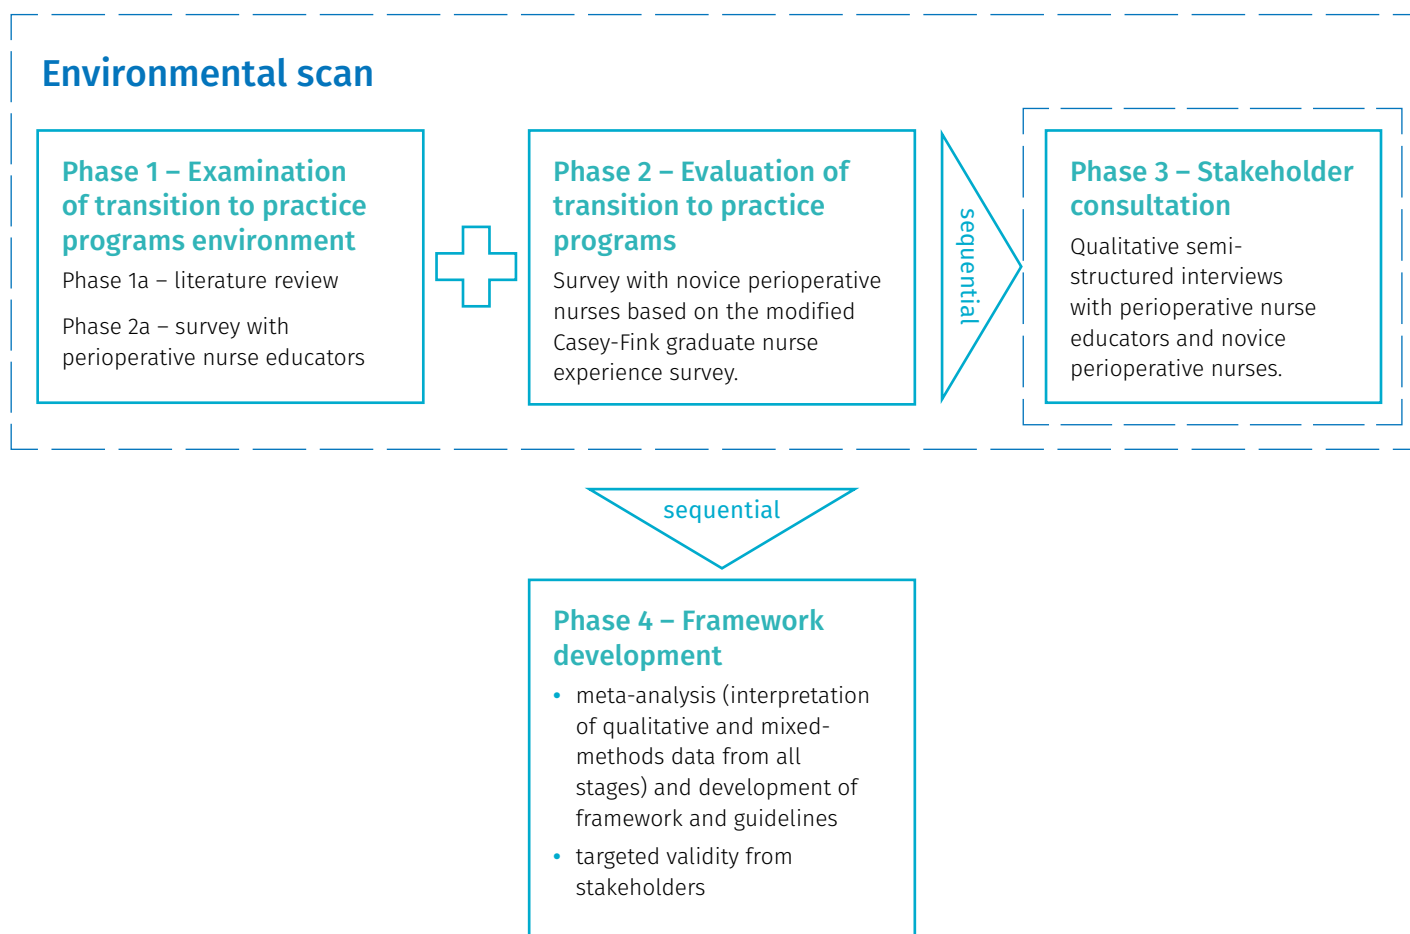 Environmental scan
Phase 1 – Examination
of transition to practice
programs environment
Phase 1a – literature review
Phase 2a – survey with
perioperative nurse educators
Phase 2 – Evaluation of
transition to practice
programs
Survey with novice perioperative
nurses based on the modified
Casey-Fink graduate nurse
experience survey.
sequential
Phase 3 – Stakeholder
consultation
Qualitative semi-
structured interviews
with perioperative nurse
educators and novice
perioperative nurses.
sequential
Phase 4 – Framework
development
• meta-analysis (interpretation
of qualitative and mixed-
methods data from all
stages) and development of
framework and guidelines
• targeted validity from
stakeholders